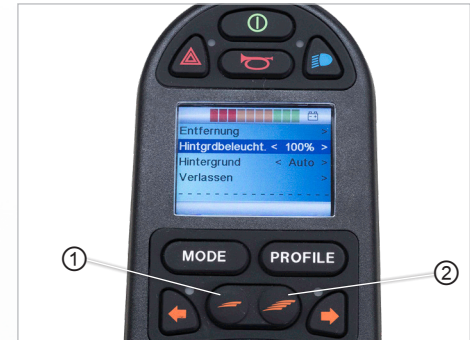 Entfernung >
Hintgrdbeleucht. < 100% >
Hintergrund < Auto >
Verlassen >
MODE PROFILE
1
2